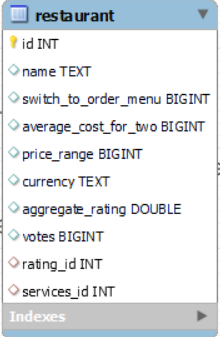 restaurant
id INT
name TEXT
switch_to_order_menu BIGINT
average_cost_for_two BIGINT
price_range BIGINT
currency TEXT
aggregate_rating DOUBLE
votes BIGINT
rating_id INT
services_id INT
Indexes